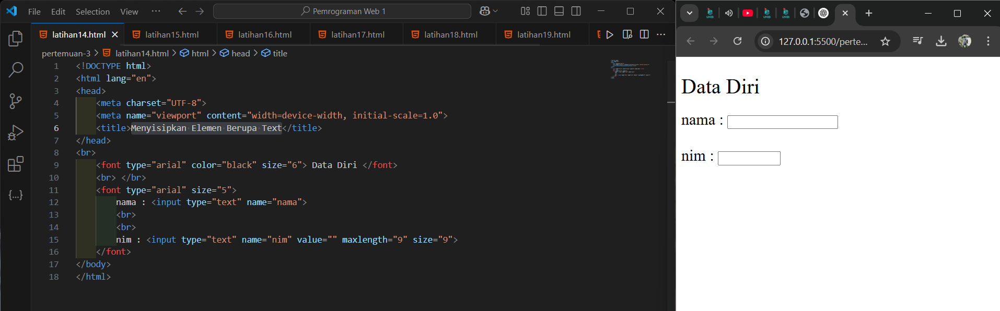 File Edit Selection View ··· Pemrograman Web 1
latihan14.html latihan15.html latihan16.html latihan17.html latihan18.html latihan19.html
pertemuan-3 > latihan14.html > html > head > title
1 <!DOCTYPE html>
2 <html lang="en">
3 <head>
4 <meta charset="UTF-8">
5 <meta name="viewport" content="width=device-width, initial-scale=1.0">
6 <title>Menyisipkan Elemen Berupa Text</title>
7 </head>
8 <br>
9 <font type="arial" color="black" size="6"> Data Diri </font>
10 <br> </br>
11 <font type="arial" size="5">
12 nama : <input type="text" name="nama">
13 <br>
14 <br>
15 nim : <input type="text" name="nim" value="" maxlength="9" size="9">
16 </font>
17 </body>
18 </html>
127.0.0.1:5500/perte...
Data Diri
nama :
nim :